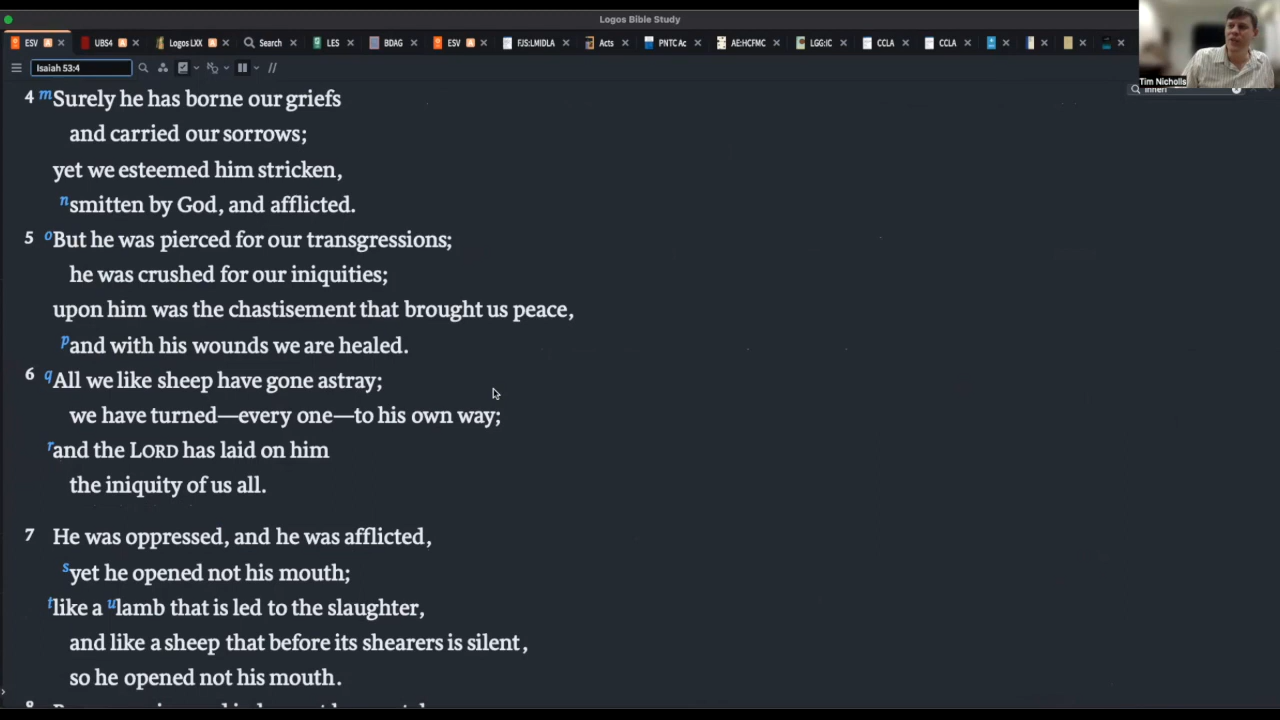 Logos Bible Study
ESV A UBS4 A Logos LXX A Search LES BDAG ESV A FJS:LMIDLA Acts PNTC Ac AE:HCFMC LGG:IC CCLA CCLA
Isaiah 53:4
Tim Nicholls
inheri
4 m Surely he has borne our griefs
and carried our sorrows;
yet we esteemed him stricken,
n smitten by God, and afflicted.
5 o But he was pierced for our transgressions;
he was crushed for our iniquities;
upon him was the chastisement that brought us peace,
p and with his wounds we are healed.
6 q All we like sheep have gone astray;
we have turned—every one—to his own way;
r and the LORD has laid on him
the iniquity of us all.
7 He was oppressed, and he was afflicted,
s yet he opened not his mouth;
t like a u lamb that is led to the slaughter,
and like a sheep that before its shearers is silent,
so he opened not his mouth.